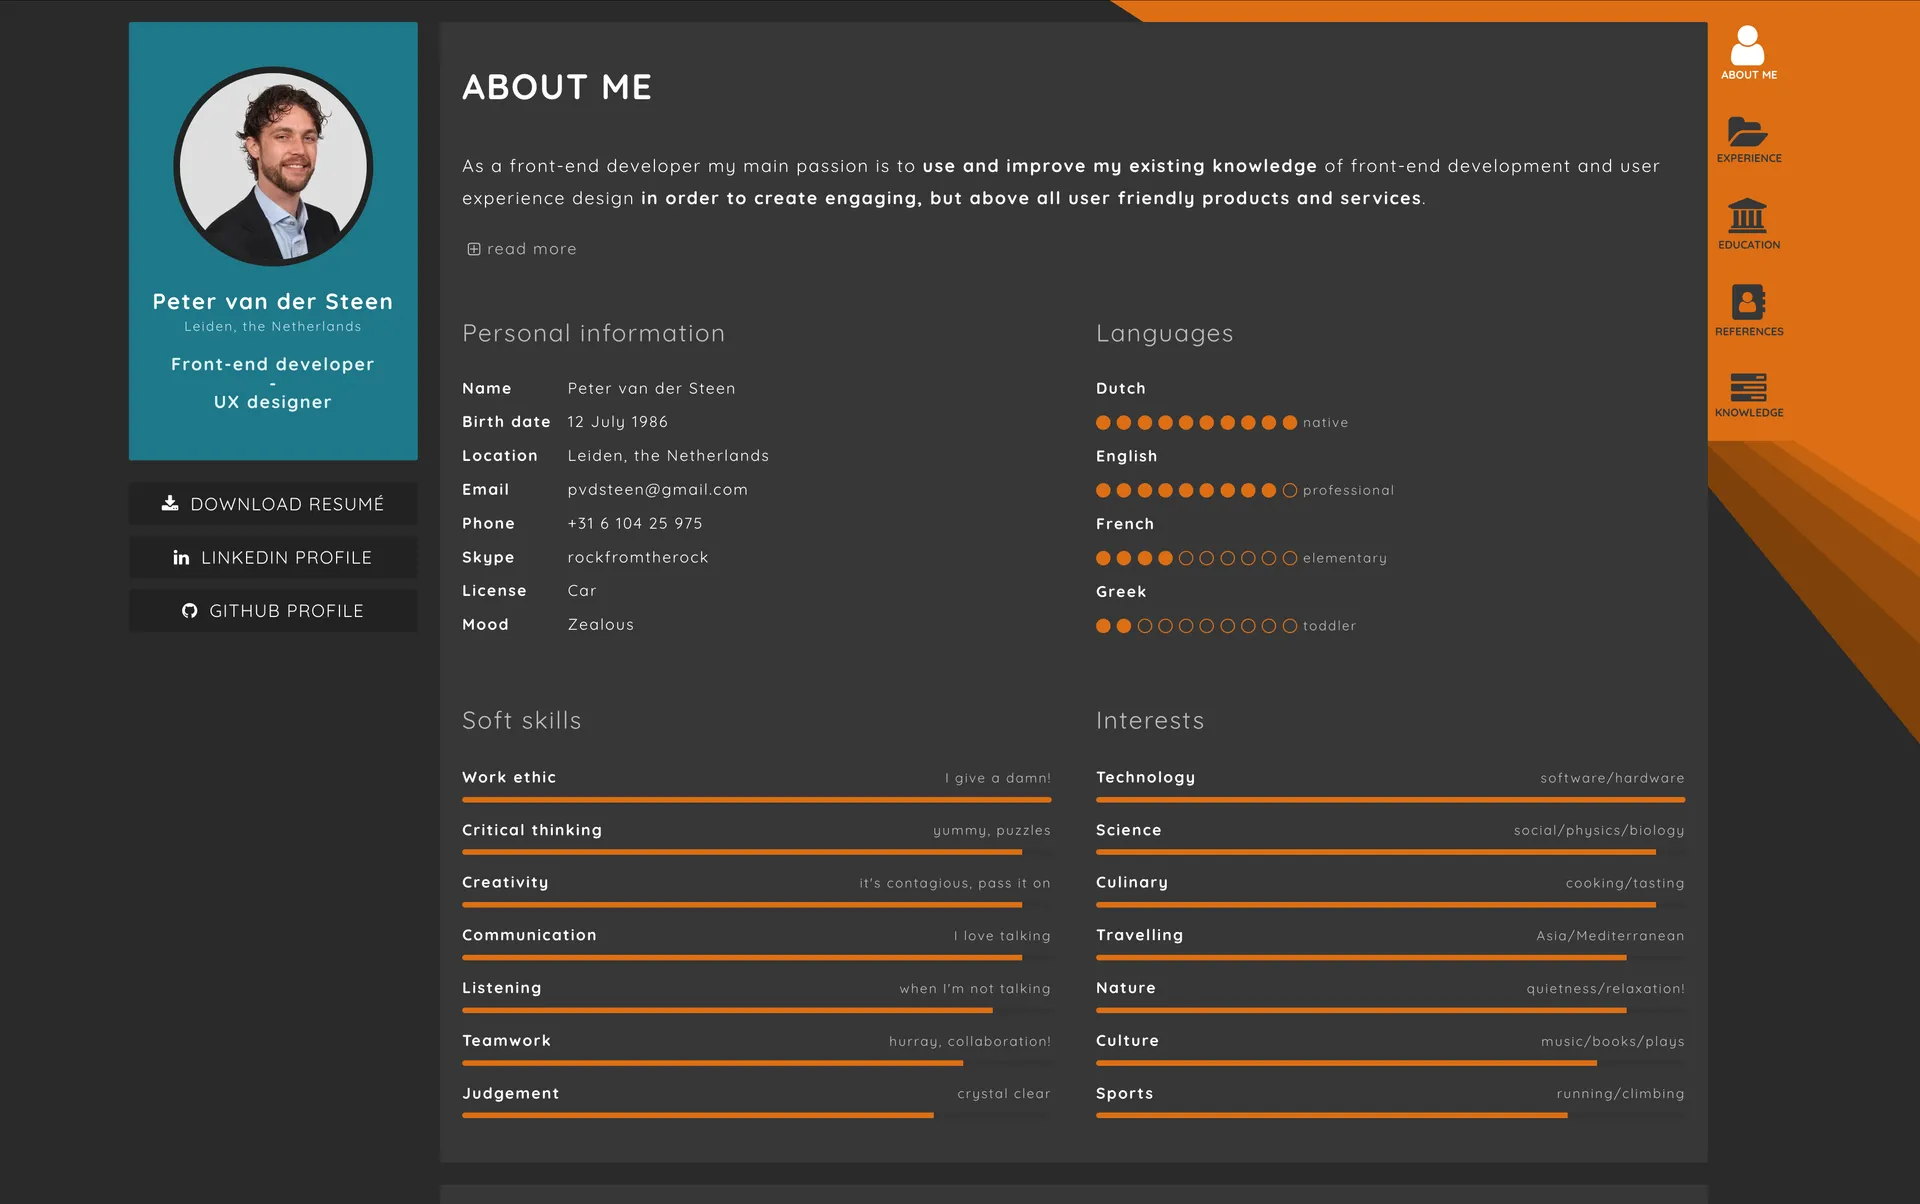 Peter van der Steen
Leiden, the Netherlands
Front-end developer
-
UX designer
DOWNLOAD RESUMÉ
LINKEDIN PROFILE
GITHUB PROFILE
ABOUT ME
As a front-end developer my main passion is to use and improve my existing knowledge of front-end development and user
experience design in order to create engaging, but above all user friendly products and services.
read more
Personal information
Name Peter van der Steen
Birth date 12 July 1986
Location Leiden, the Netherlands
Email pvdsteen@gmail.com
Phone +31 6 104 25 975
Skype rockfromtherock
License Car
Mood Zealous
Languages
Dutch
native
English
professional
French
elementary
Greek
toddler
Soft skills
Work ethic I give a damn!
Critical thinking yummy, puzzles
Creativity it's contagious, pass it on
Communication I love talking
Listening when I'm not talking
Teamwork hurray, collaboration!
Judgement crystal clear
Interests
Technology software/hardware
Science social/physics/biology
Culinary cooking/tasting
Travelling Asia/Mediterranean
Nature quietness/relaxation!
Culture music/books/plays
Sports running/climbing
ABOUT ME
EXPERIENCE
EDUCATION
REFERENCES
KNOWLEDGE